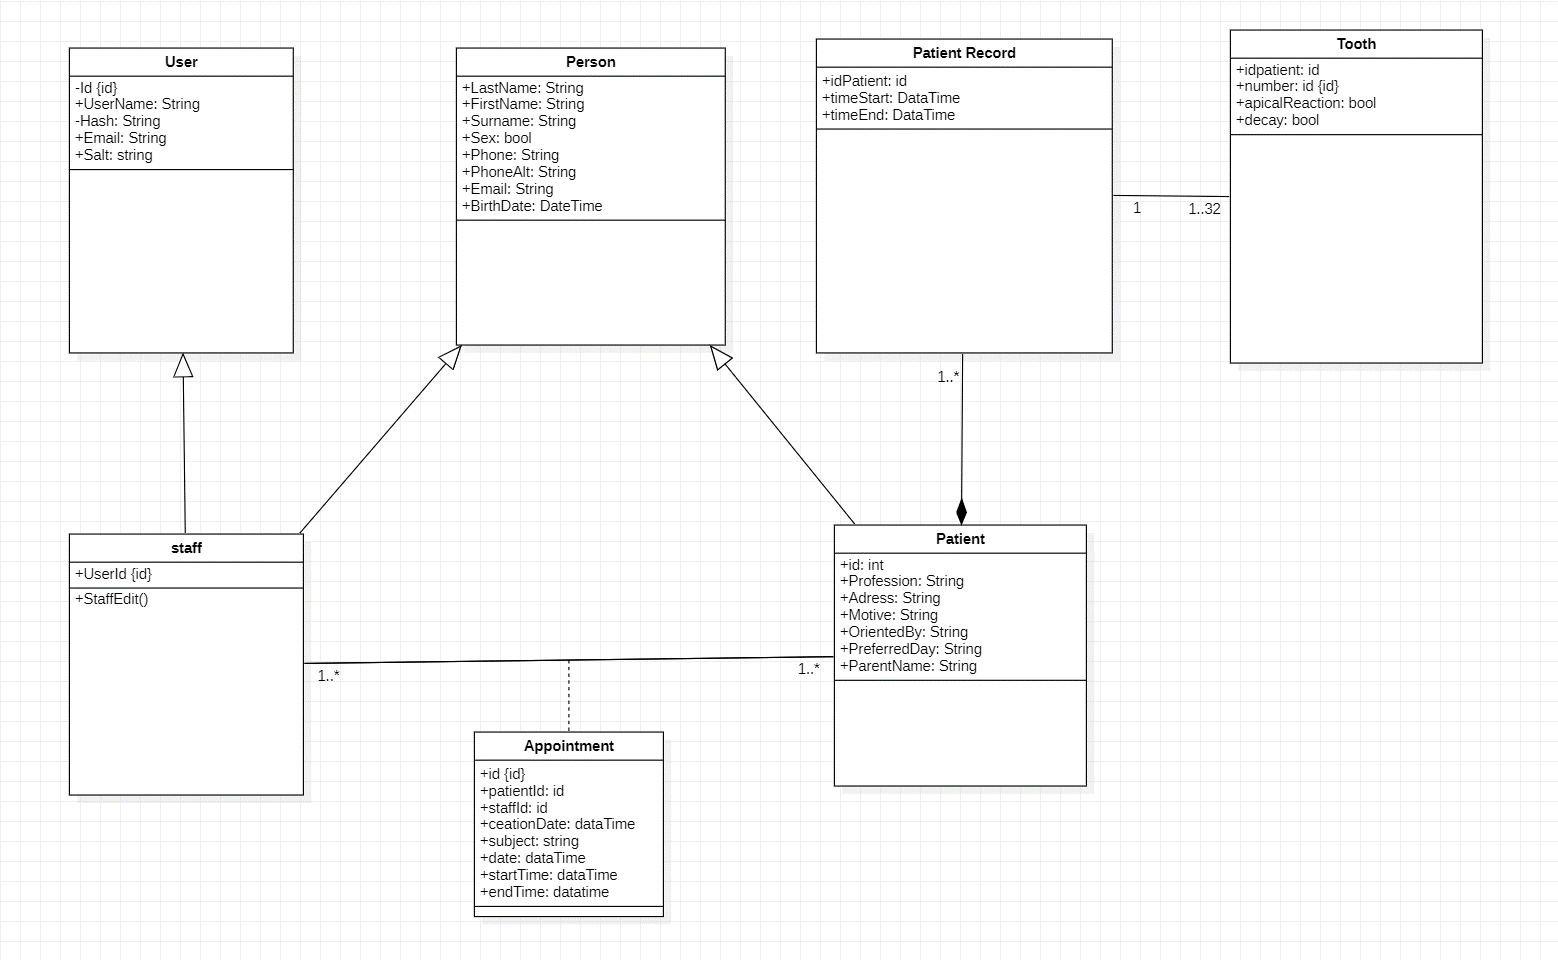 User
-Id {id}
+UserName: String
-Hash: String
+Email: String
+Salt: string
Person
+LastName: String
+FirstName: String
+Surname: String
+Sex: bool
+Phone: String
+PhoneAlt: String
+Email: String
+BirthDate: DateTime
Patient Record
+idPatient: id
+timeStart: DataTime
+timeEnd: DataTime
Tooth
+idpatient: id
+number: id {id}
+apicalReaction: bool
+decay: bool
1
1..32
1..*
staff
+UserId {id}
+StaffEdit()
Patient
+id: int
+Profession: String
+Adress: String
+Motive: String
+OrientedBy: String
+PreferredDay: String
+ParentName: String
1..*
1..*
Appointment
+id {id}
+patientId: id
+staffId: id
+ceationDate: dataTime
+subject: string
+date: dataTime
+startTime: dataTime
+endTime: datatime